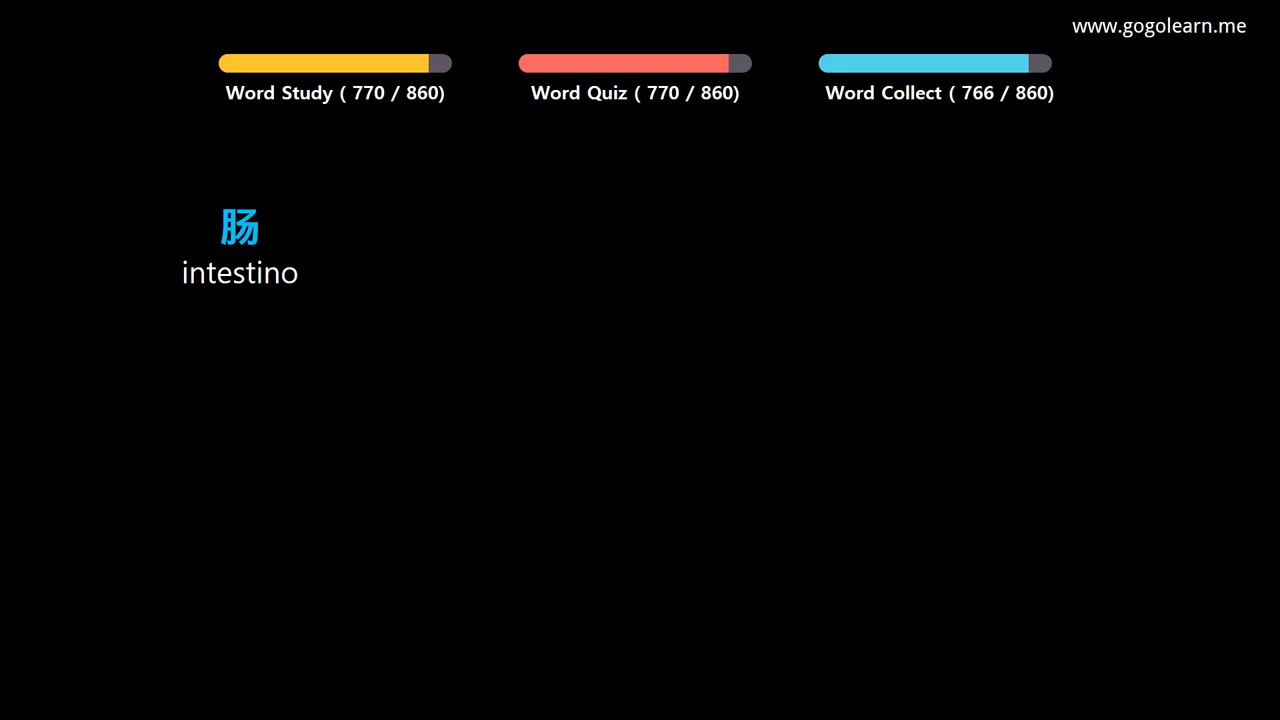 www.gogolearn.me
Word Study ( 770 / 860)
Word Quiz ( 770 / 860)
Word Collect ( 766 / 860)
肠
intestino